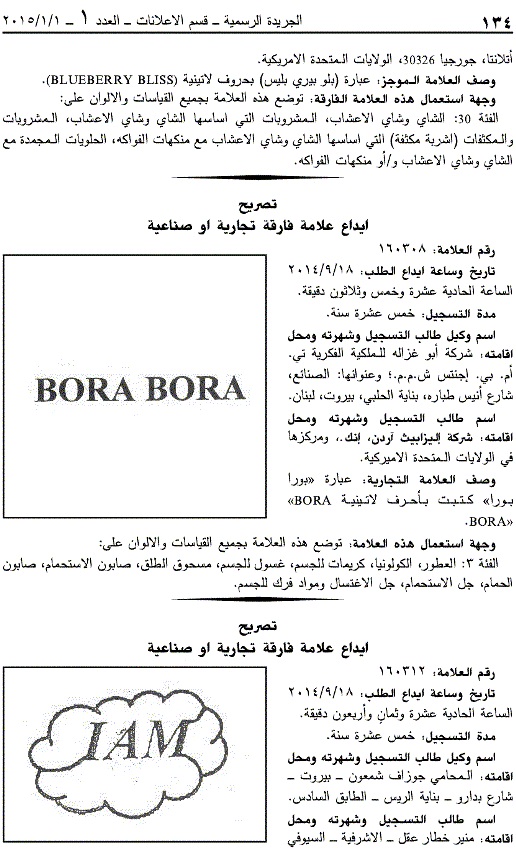 ١٣٤
الجريدة الرسمية ــ قسم الاعلانات ــ العدد ١ ــ ٢٠١٥/١/١
أتلانتا، جورجيا 30326، الولايات المتحدة الامريكية.
وصف العلامة الموجز: عبارة (بلو بيري بليس) بحروف لاتينية (BLUEBERRY BLISS).
وجهة استعمال هذه العلامة الفارقة: توضع هذه العلامة بجميع القياسات والالوان على:
الفئة 30: الشاي وشاي الاعشاب، المشروبات التي اساسها الشاي وشاي الاعشاب، المشروبات
والمكثفات (اشربة مكثفة) التي اساسها الشاي وشاي الاعشاب مع منكهات الفواكه، الحلويات المجمدة مع
الشاي وشاي الاعشاب و/أو منكهات الفواكه.
تصريح
ايداع علامة فارقة تجارية او صناعية
رقم العلامة: ١٦٠٣٠٨
تاريخ وساعة ايداع الطلب: ٢٠١٤/٩/١٨
الساعة الحادية عشرة وخمس وثلاثون دقيقة.
مدة التسجيل: خمس عشرة سنة.
اسم وكيل طالب التسجيل وشهرته ومحل
اقامته: شركة أبو غزاله للملكية الفكرية تي.
أم. بي. إجنتس ش.م.م.؛ وعنوانها: الصنائع،
شارع أنيس طباره، بناية الحلبي، بيروت، لبنان.
اسم طالب التسجيل وشهرته ومحل
اقامته: شركة إليزابيث آردن، إنك.، ومركزها
في الولايات المتحدة الاميركية.
وصف العلامة التجارية: عبارة «بورا
بورا» كتبت بأحرف لاتينية «BORA
BORA».
BORA BORA
وجهة استعمال هذه العلامة: توضع هذه العلامة بجميع القياسات والالوان على:
الفئة ٣: العطور، الكولونيا، كريمات للجسم، غسول للجسم، مسحوق الطلق، صابون الاستحمام، صابون
الحمام، جل الاستحمام، جل الاغتسال ومواد فرك للجسم.
تصريح
ايداع علامة فارقة تجارية او صناعية
رقم العلامة: ١٦٠٣١٢
تاريخ وساعة ايداع الطلب: ٢٠١٤/٩/١٨
الساعة الحادية عشرة وثمانٍ وأربعون دقيقة.
مدة التسجيل: خمس عشرة سنة.
اسم وكيل طالب التسجيل وشهرته ومحل
اقامته: المحامي جوزاف شمعون ــ بيروت ــ
شارع بدارو ــ بناية الريس ــ الطابق السادس.
اسم طالب التسجيل وشهرته ومحل
اقامته: منير خطار عقل ــ الاشرفية ــ السيوفي
IAM